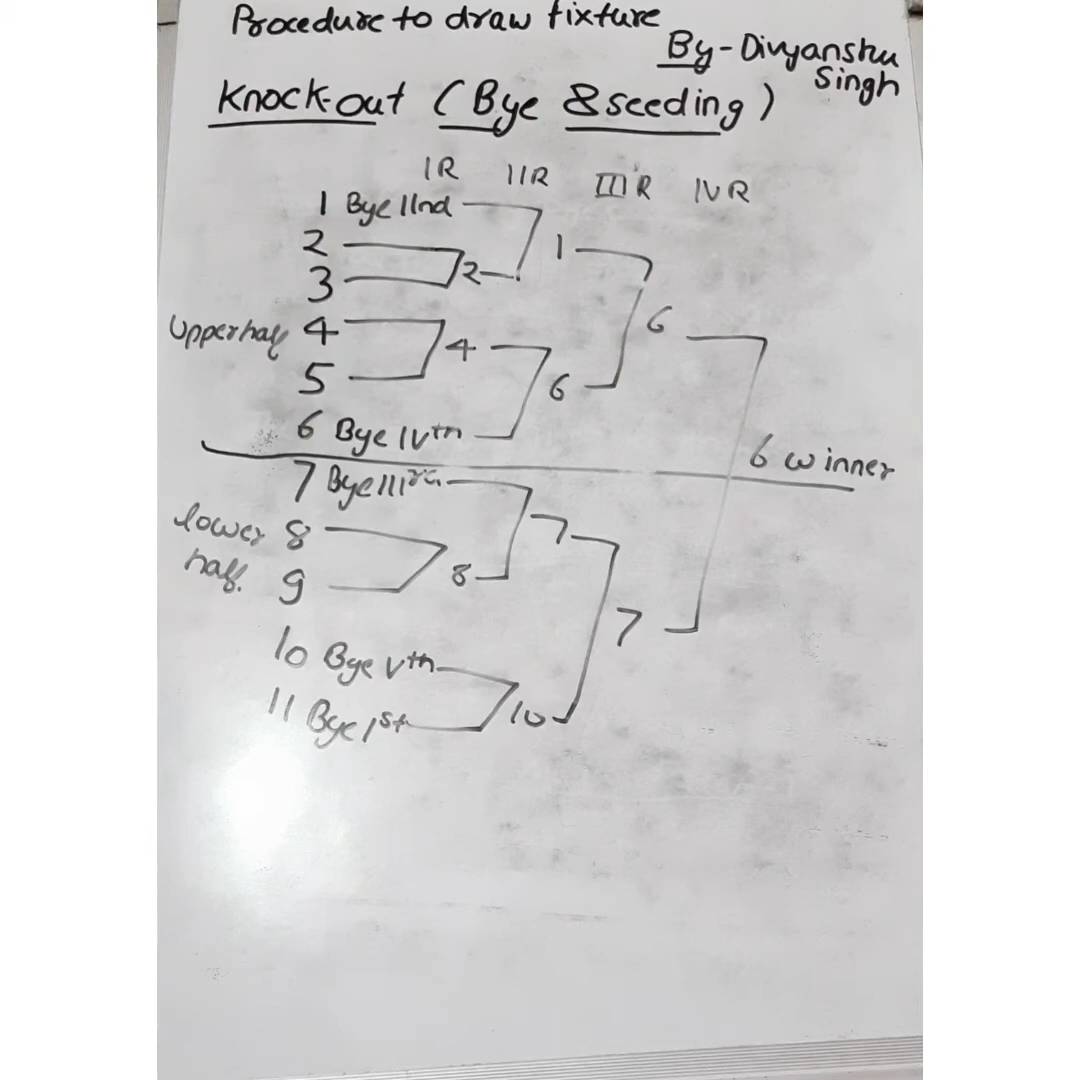 Procedure to draw fixture
By - Divyanshu
Singh
Knock-out (Bye & seeding)
IR IIR IIIR IVR
1 Bye IInd
1
2
3
2
6
Upper half 4
4
5
6
6 Bye IVth
6 winner
7 Bye IIIrd
7
lower 8
half. 9
8
7
10 Bye Vth
11 Bye 1st
10